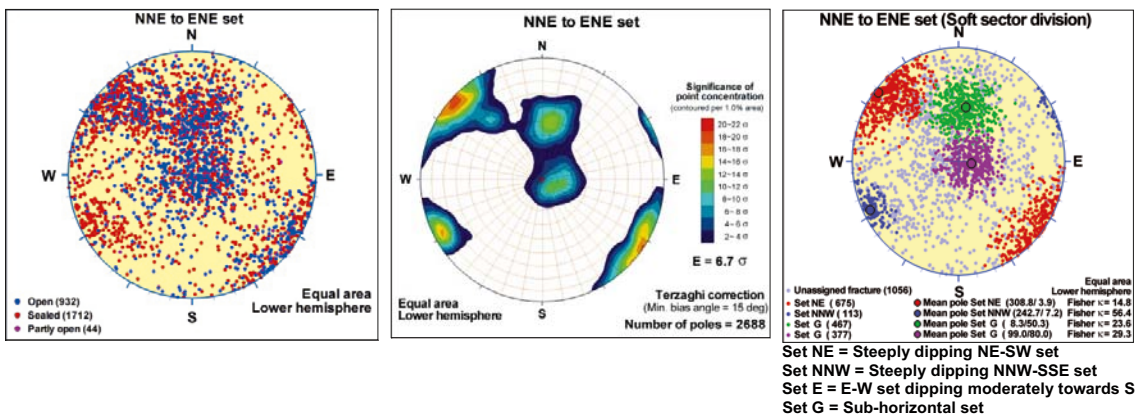 NNE to ENE set
N
W
E
S
Open (932)
Sealed (1712)
Partly open (44)
Equal area
Lower hemisphere
NNE to ENE set
N
W
E
S
Significance of
point concentration
(contoured per 1.0% area)
20~22 σ
18~20 σ
16~18 σ
14~16 σ
12~14 σ
10~12 σ
8~10 σ
6~8 σ
4~6 σ
2~4 σ
E = 6.7 σ
Equal area
Lower hemisphere
Terzaghi correction
(Min. bias angle = 15 deg)
Number of poles = 2688
NNE to ENE set (Soft sector division)
N
W
E
S
Equal area
Lower hemisphere
Unassigned fracture (1056)
Set NE (675) Mean pole Set NE (308.8/ 3.9) Fisher κ= 14.8
Set NNW (113) Mean pole Set NNW (242.7/ 7.2) Fisher κ= 56.4
Set G (467) Mean pole Set G ( 8.3/50.3) Fisher κ= 23.6
Set G (377) Mean pole Set G (99.0/80.0) Fisher κ= 29.3
Set NE = Steeply dipping NE-SW set
Set NNW = Steeply dipping NNW-SSE set
Set E = E-W set dipping moderately towards S
Set G = Sub-horizontal set